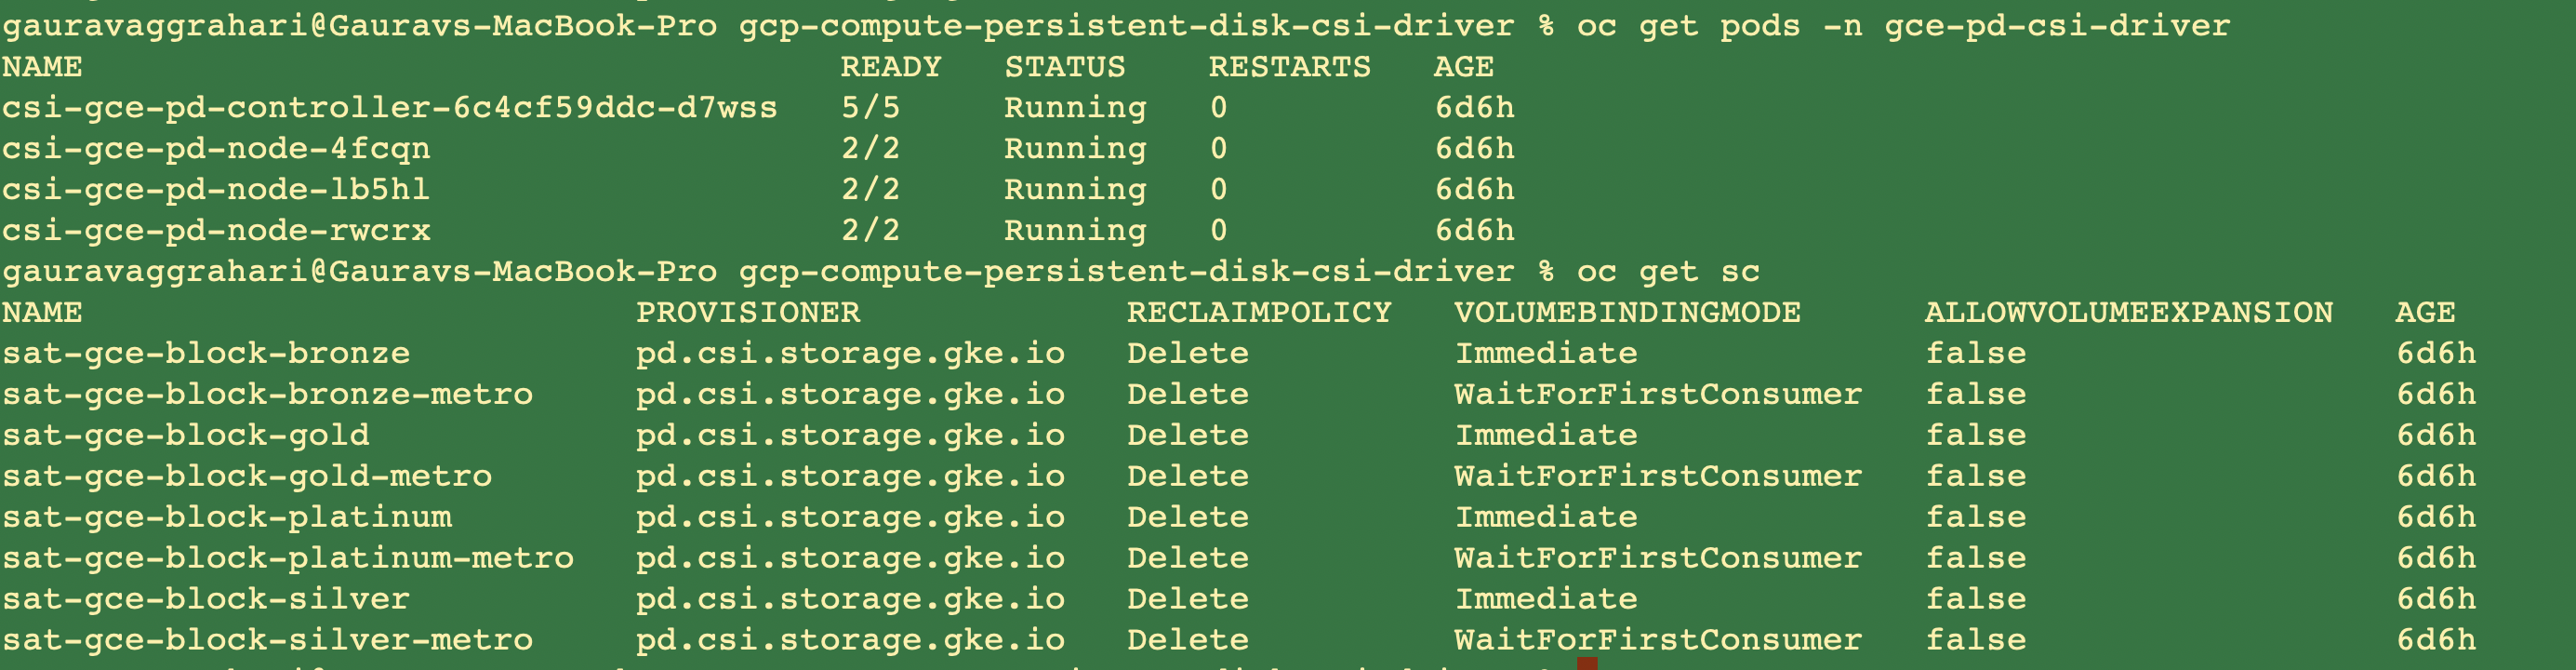 gauravaggrahari@Gauravs-MacBook-Pro gcp-compute-persistent-disk-csi-driver % oc get pods -n gce-pd-csi-driver
NAME READY STATUS RESTARTS AGE
csi-gce-pd-controller-6c4cf59ddc-d7wss 5/5 Running 0 6d6h
csi-gce-pd-node-4fcqn 2/2 Running 0 6d6h
csi-gce-pd-node-lb5hl 2/2 Running 0 6d6h
csi-gce-pd-node-rwcrx 2/2 Running 0 6d6h
gauravaggrahari@Gauravs-MacBook-Pro gcp-compute-persistent-disk-csi-driver % oc get sc
NAME PROVISIONER RECLAIMPOLICY VOLUMEBINDINGMODE ALLOWVOLUMEEXPANSION AGE
sat-gce-block-bronze pd.csi.storage.gke.io Delete Immediate false 6d6h
sat-gce-block-bronze-metro pd.csi.storage.gke.io Delete WaitForFirstConsumer false 6d6h
sat-gce-block-gold pd.csi.storage.gke.io Delete Immediate false 6d6h
sat-gce-block-gold-metro pd.csi.storage.gke.io Delete WaitForFirstConsumer false 6d6h
sat-gce-block-platinum pd.csi.storage.gke.io Delete Immediate false 6d6h
sat-gce-block-platinum-metro pd.csi.storage.gke.io Delete WaitForFirstConsumer false 6d6h
sat-gce-block-silver pd.csi.storage.gke.io Delete Immediate false 6d6h
sat-gce-block-silver-metro pd.csi.storage.gke.io Delete WaitForFirstConsumer false 6d6h